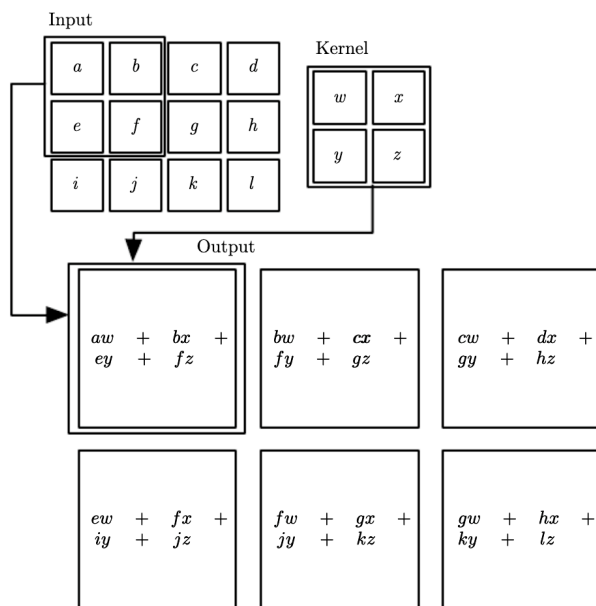 Input
a b c d
Kernel
w x
e f g h
y z
i j k l
Output
aw + bx +
ey + fz
bw + cx +
fy + gz
cw + dx +
gy + hz
ew + fx +
iy + jz
fw + gx +
jy + kz
gw + hx +
ky + lz